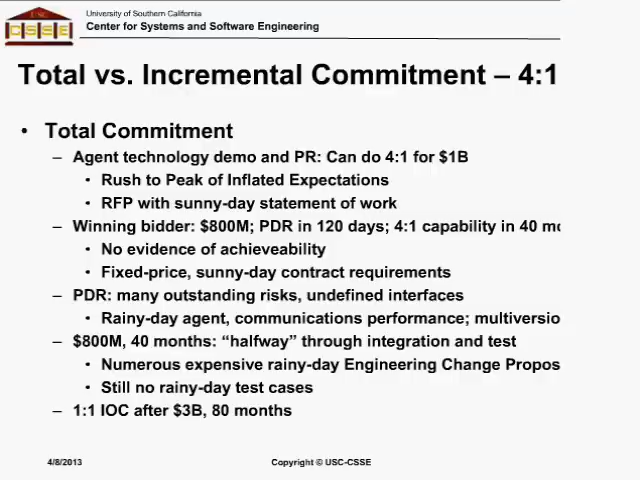 USC
CSSE
University of Southern California
Center for Systems and Software Engineering
Total vs. Incremental Commitment – 4:1
• Total Commitment
– Agent technology demo and PR: Can do 4:1 for $1B
• Rush to Peak of Inflated Expectations
• RFP with sunny-day statement of work
– Winning bidder: $800M; PDR in 120 days; 4:1 capability in 40
• No evidence of achieveability
• Fixed-price, sunny-day contract requirements
– PDR: many outstanding risks, undefined interfaces
• Rainy-day agent, communications performance; multiversio
– $800M, 40 months: “halfway” through integration and test
• Numerous expensive rainy-day Engineering Change Propos
• Still no rainy-day test cases
– 1:1 IOC after $3B, 80 months
4/8/2013
Copyright © USC-CSSE